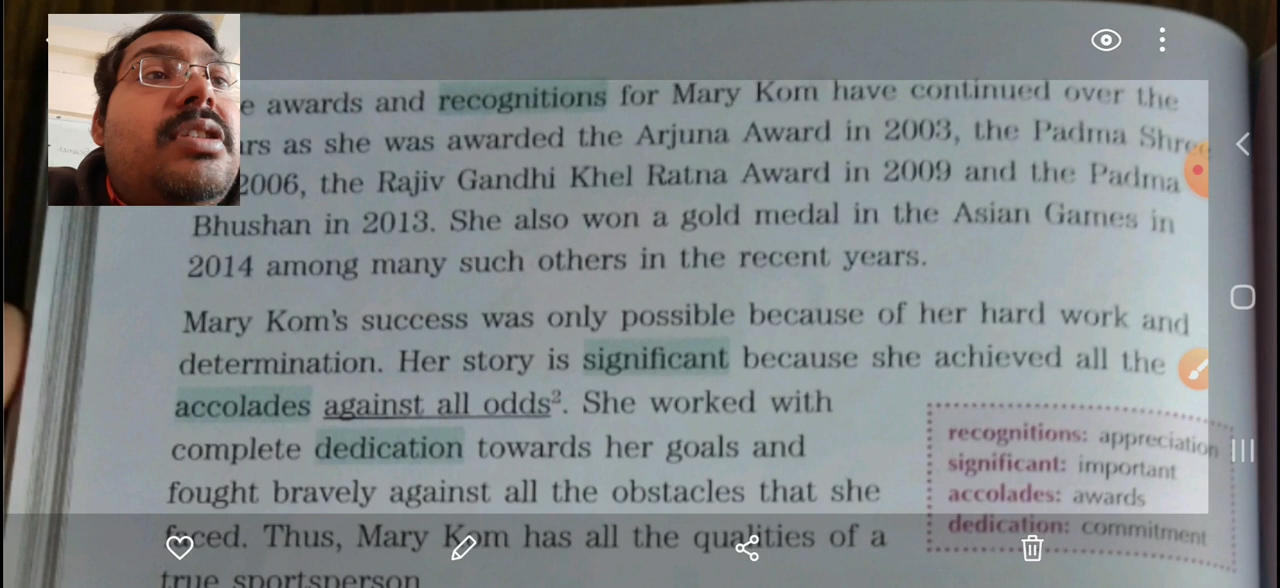 e awards and recognitions for Mary Kom have continued over the
rs as she was awarded the Arjuna Award in 2003, the Padma Shree
2006, the Rajiv Gandhi Khel Ratna Award in 2009 and the Padma
Bhushan in 2013. She also won a gold medal in the Asian Games in
2014 among many such others in the recent years.
Mary Kom's success was only possible because of her hard work and
determination. Her story is significant because she achieved all the
accolades against all odds². She worked with
complete dedication towards her goals and
fought bravely against all the obstacles that she
faced. Thus, Mary Kom has all the qualities of a
true sportsperson
recognitions: appreciation
significant: important
accolades: awards
dedication: commitment